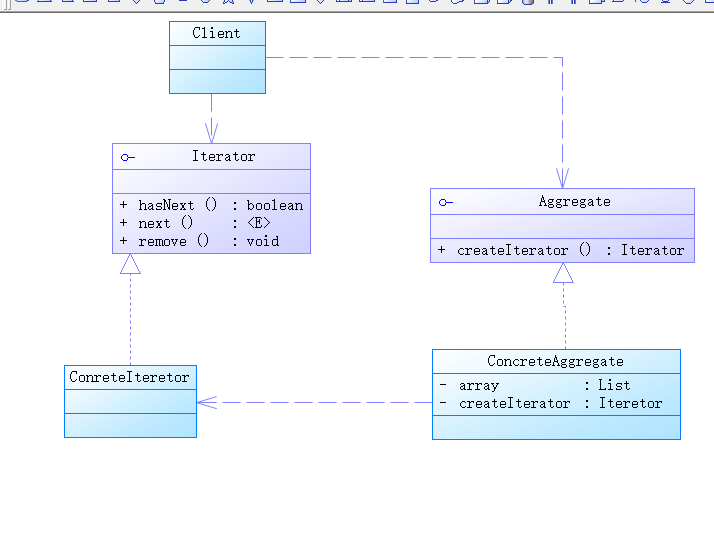 Client
Iterator
+ hasNext () : boolean
+ next () : <E>
+ remove () : void
Aggregate
+ createIterator () : Iterator
ConreteIteretor
ConcreteAggregate
- array : List
- createIterator : Iteretor